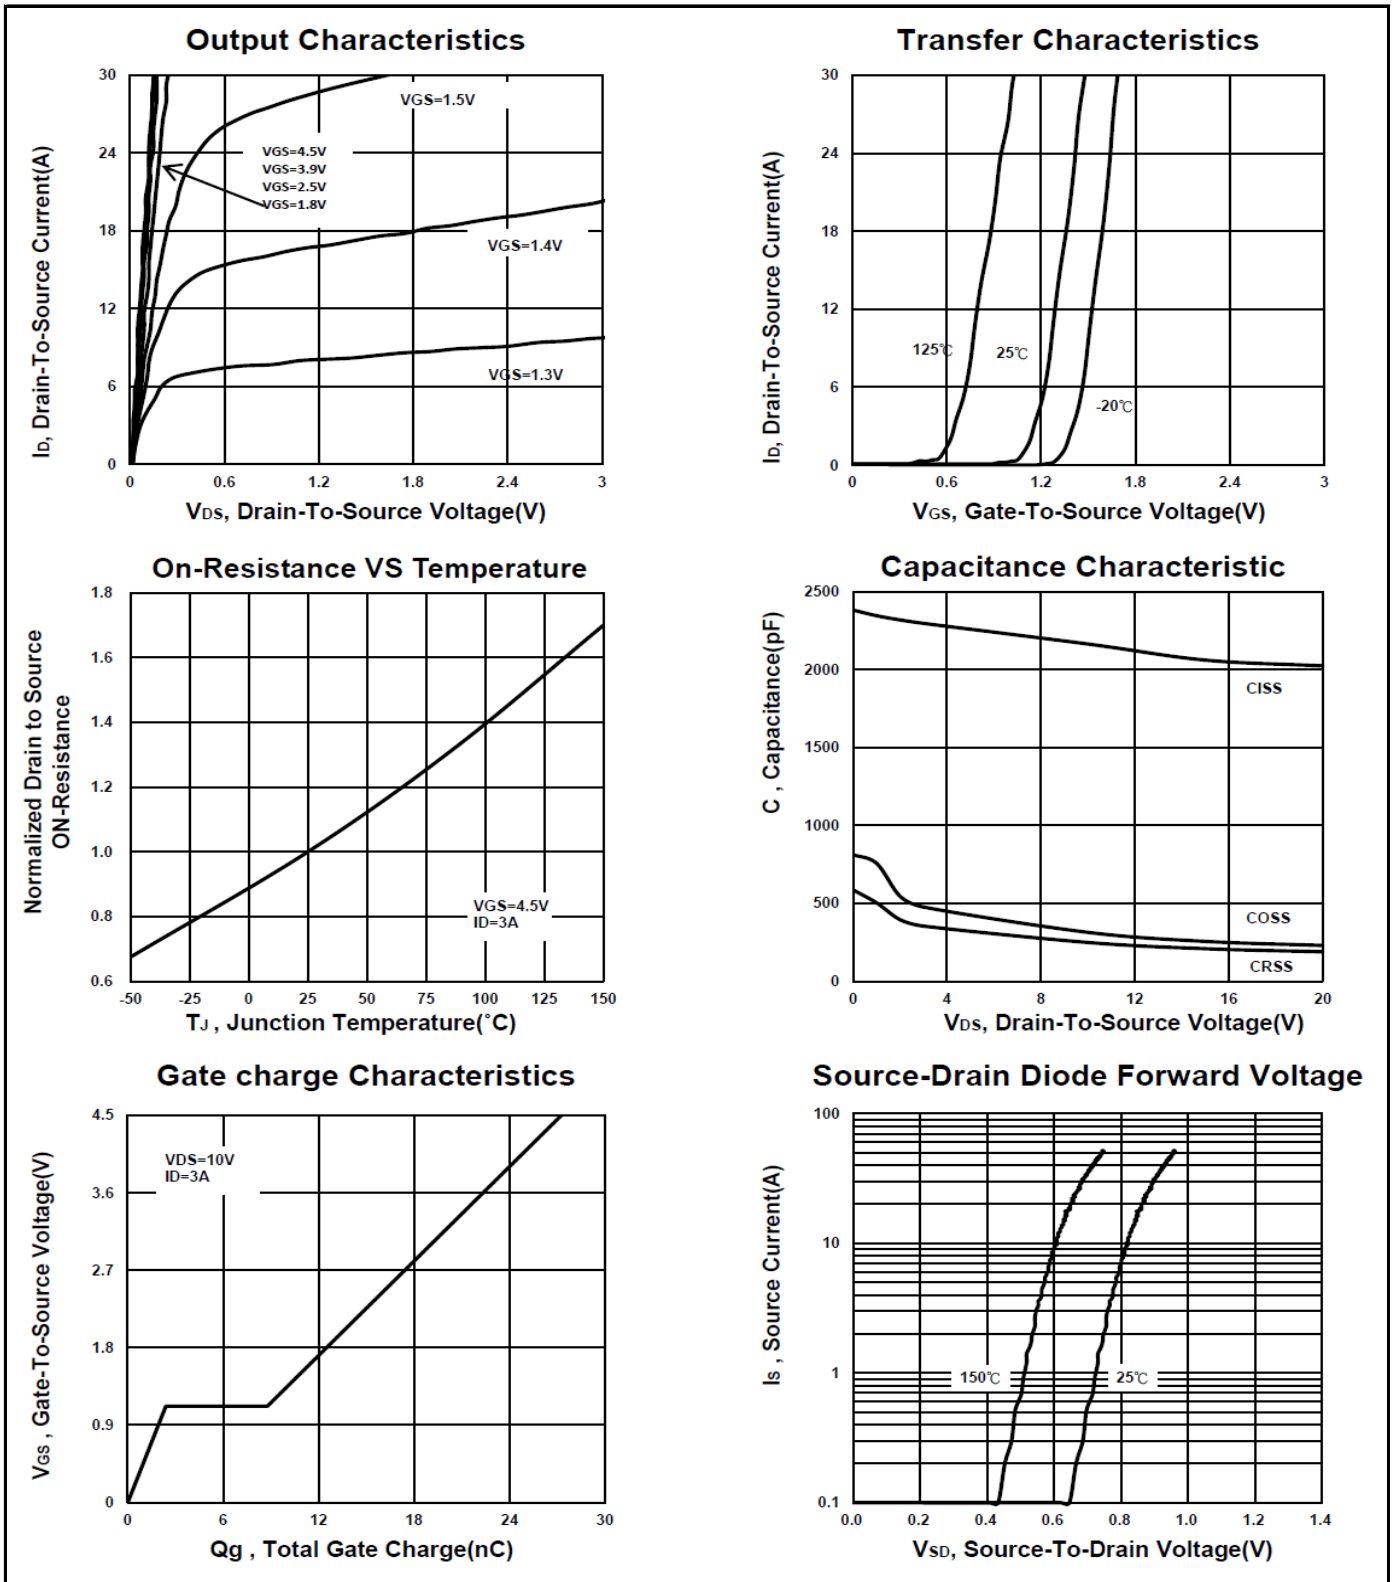 Output Characteristics
30
24
18
12
6
0
0 0.6 1.2 1.8 2.4 3
ID, Drain-To-Source Current(A)
VDS, Drain-To-Source Voltage(V)
VGS=1.5V
VGS=4.5V
VGS=3.9V
VGS=2.5V
VGS=1.8V
VGS=1.4V
VGS=1.3V
Transfer Characteristics
30
24
18
12
6
0
0 0.6 1.2 1.8 2.4 3
ID, Drain-To-Source Current(A)
VGS, Gate-To-Source Voltage(V)
125℃
25℃
-20℃
On-Resistance VS Temperature
1.8
1.6
1.4
1.2
1.0
0.8
0.6
-50 -25 0 25 50 75 100 125 150
Normalized Drain to Source
ON-Resistance
TJ , Junction Temperature(˚C)
VGS=4.5V
ID=3A
Capacitance Characteristic
2500
2000
1500
1000
500
0
0 4 8 12 16 20
C , Capacitance(pF)
VDS, Drain-To-Source Voltage(V)
CISS
COSS
CRSS
Gate charge Characteristics
4.5
3.6
2.7
1.8
0.9
0
0 6 12 18 24 30
VGS , Gate-To-Source Voltage(V)
Qg , Total Gate Charge(nC)
VDS=10V
ID=3A
Source-Drain Diode Forward Voltage
100
10
1
0.1
0.0 0.2 0.4 0.6 0.8 1.0 1.2 1.4
IS , Source Current(A)
VSD, Source-To-Drain Voltage(V)
150℃
25℃